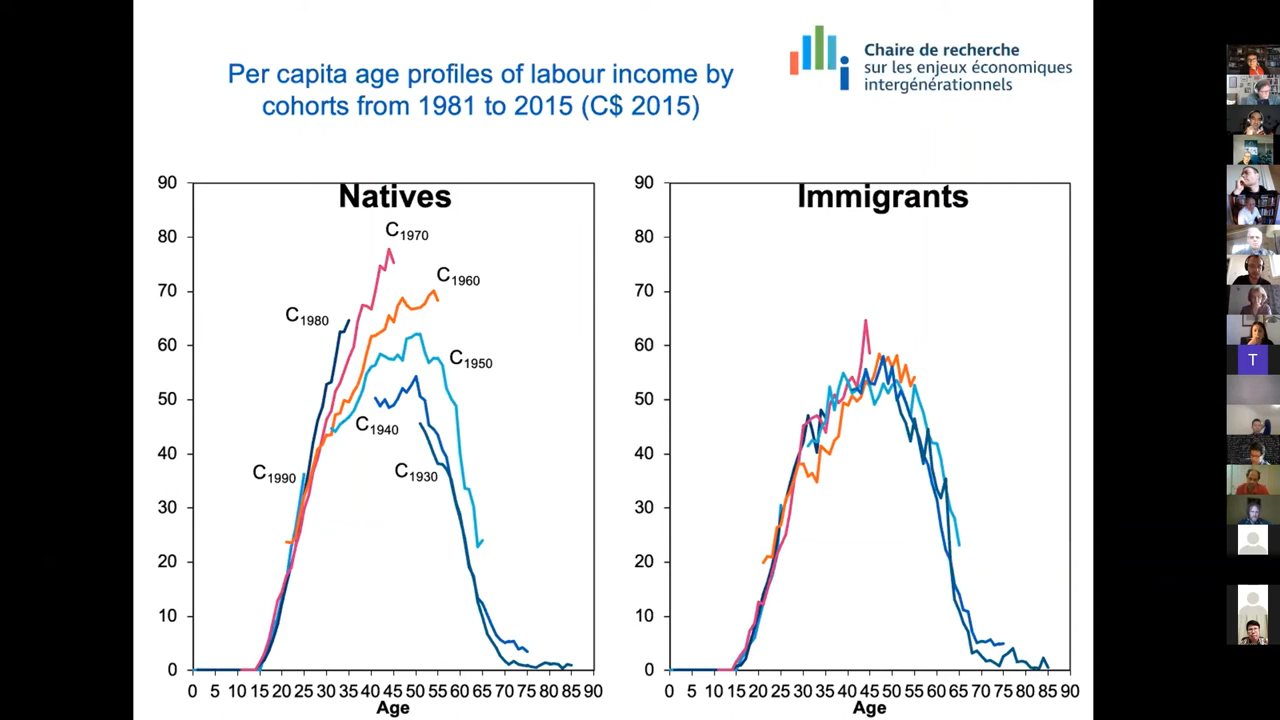 Per capita age profiles of labour income by
cohorts from 1981 to 2015 (C$ 2015)
Chaire de recherche
sur les enjeux économiques
intergénérationnels
Natives
90
80
70
60
50
40
30
20
10
0
C1970
C1960
C1980
C1950
C1940
C1930
C1990
0 5 10 15 20 25 30 35 40 45 50 55 60 65 70 75 80 85 90
Age
Immigrants
90
80
70
60
50
40
30
20
10
0
0 5 10 15 20 25 30 35 40 45 50 55 60 65 70 75 80 85 90
Age
T